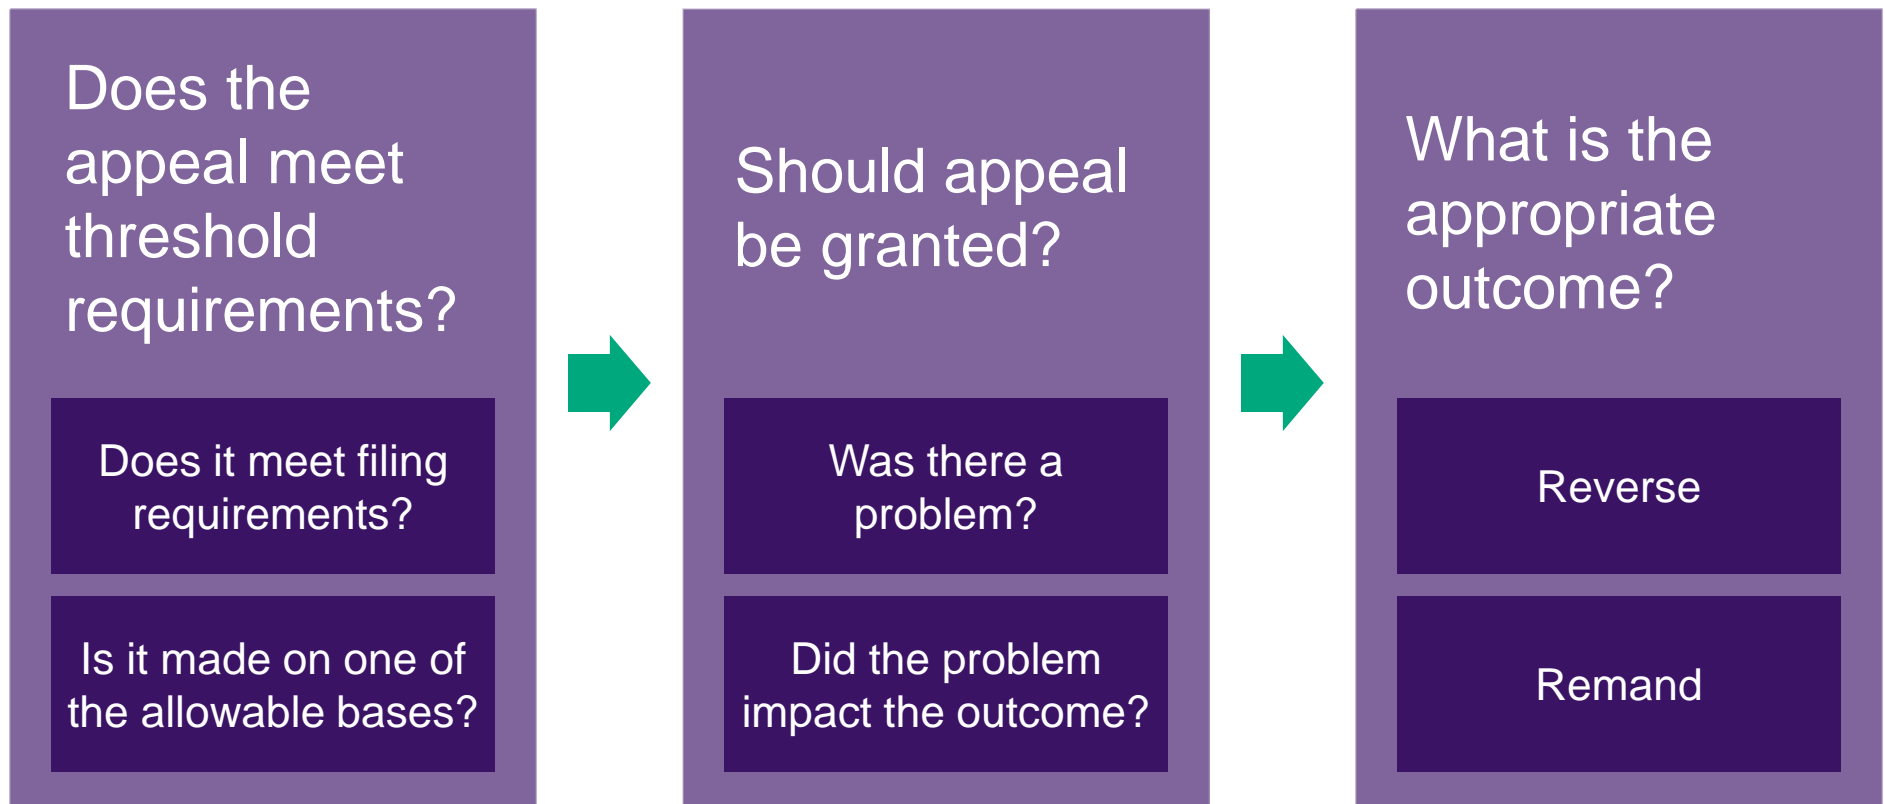 Does the
appeal meet
threshold
requirements?
Does it meet filing
requirements?
Is it made on one of
the allowable bases?
Should appeal
be granted?
Was there a
problem?
Did the problem
impact the outcome?
What is the
appropriate
outcome?
Reverse
Remand